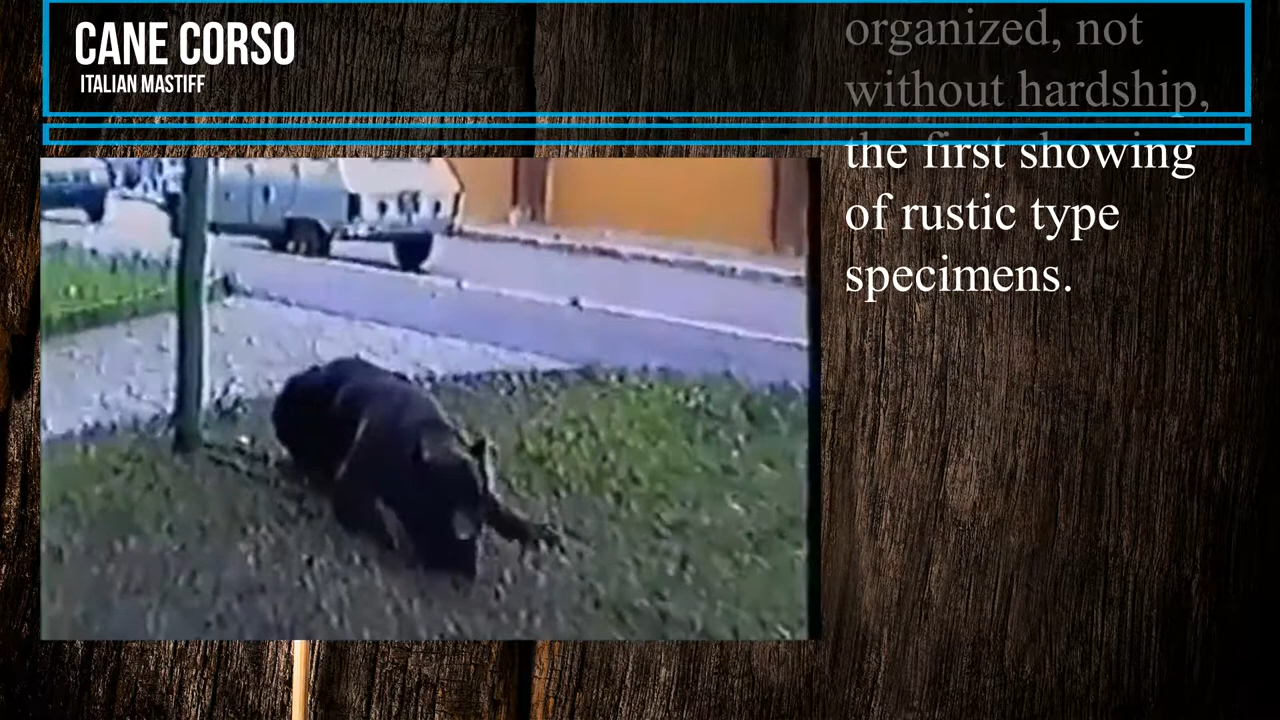 CANE CORSO
ITALIAN MASTIFF
organized, not
without hardship,
the first showing
of rustic type
specimens.